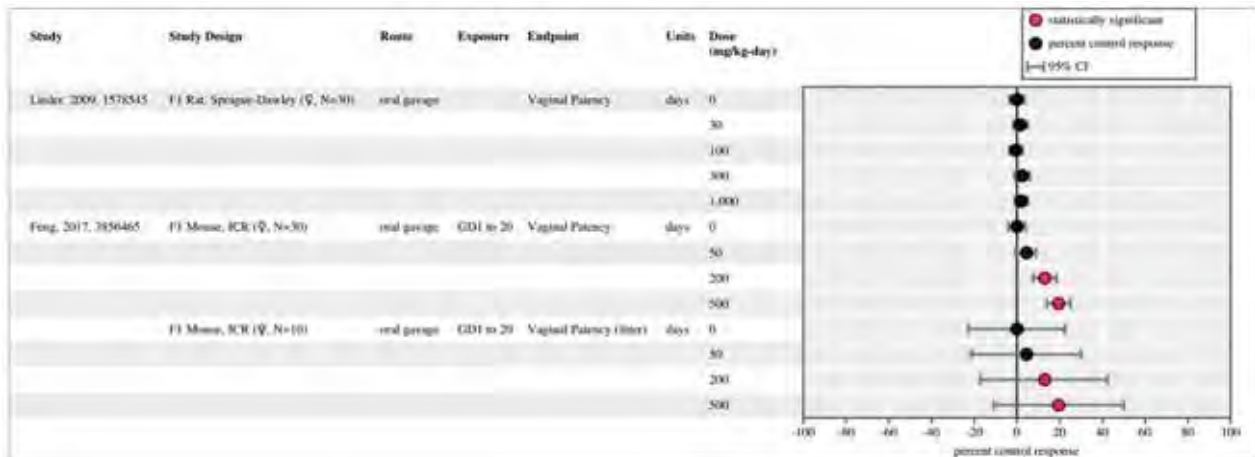 statistically significant
percent control response
95% CI
Study Study Design Route Exposure Endpoint Units Dose (mg/kg-day)
2009, 1578545 F1 Rat, Sprague-Dawley (♀, N=30) oral gavage Vaginal Patency days 0
30
100
300
1,000
Feng, 2017, 3856465 F1 Mouse, ICR (♀, N=30) oral gavage GD1 to 20 Vaginal Patency days 0
50
200
500
F1 Mouse, ICR (♀, N=10) oral gavage GD1 to 20 Vaginal Patency (litter) days 0
50
200
500
-100 -80 -60 -40 -20 0 20 40 60 80 100
percent control response